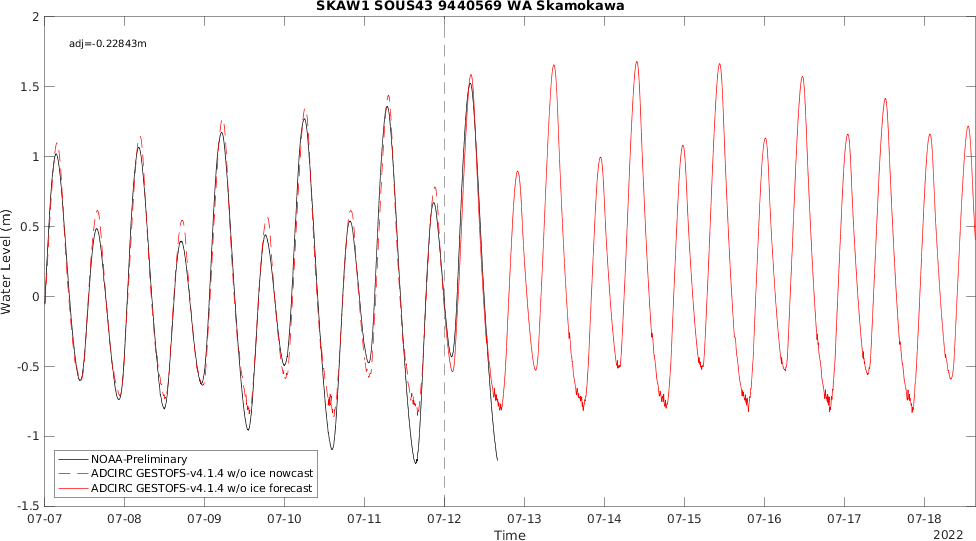 SKAW1 SOUS43 9440569 WA Skamokawa
adj=-0.22843m
Water Level (m)
2
1.5
1
0.5
0
-0.5
-1
-1.5
NOAA-Preliminary
ADCIRC GESTOFS-v4.1.4 w/o ice nowcast
ADCIRC GESTOFS-v4.1.4 w/o ice forecast
07-07 07-08 07-09 07-10 07-11 07-12 07-13 07-14 07-15 07-16 07-17 07-18
Time
2022